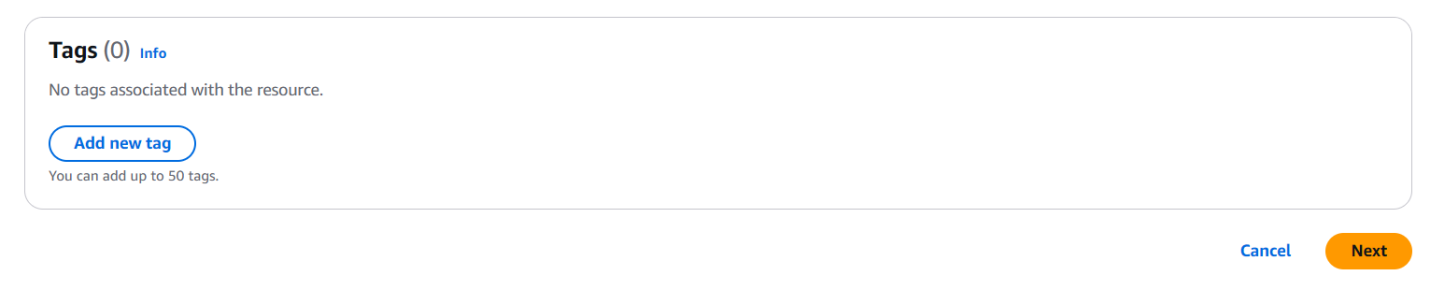 Tags (0) Info
No tags associated with the resource.
Add new tag
You can add up to 50 tags.
Cancel Next